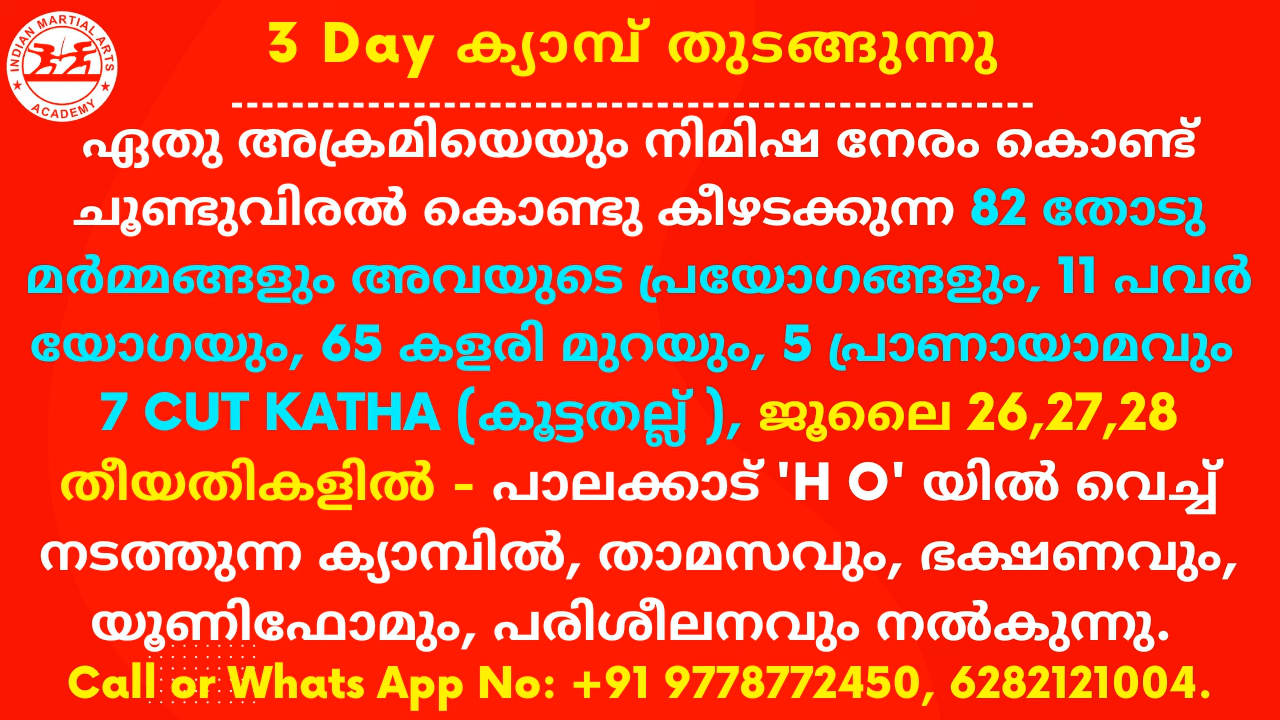 INDIAN MARTIAL ARTS
ACADEMY
3 Day ക്യാമ്പ് തുടങ്ങുന്നു
ഏതു അക്രമിയെയും നിമിഷ നേരം കൊണ്ട്
ചൂണ്ടുവിരൽ കൊണ്ടു കീഴടക്കുന്ന 82 തോടു
മർമ്മങ്ങളും അവയുടെ പ്രയോഗങ്ങളും, 11 പവർ
യോഗയും, 65 കളരി മുറയും, 5 പ്രാണായാമവും
7 CUT KATHA (കൂട്ടതല്ല് ), ജൂലൈ 26,27,28
തീയതികളിൽ - പാലക്കാട് 'H O' യിൽ വെച്ച്
നടത്തുന്ന ക്യാമ്പിൽ, താമസവും, ഭക്ഷണവും,
യൂണിഫോമും, പരിശീലനവും നൽകുന്നു.
Call or Whats App No: +91 9778772450, 6282121004.